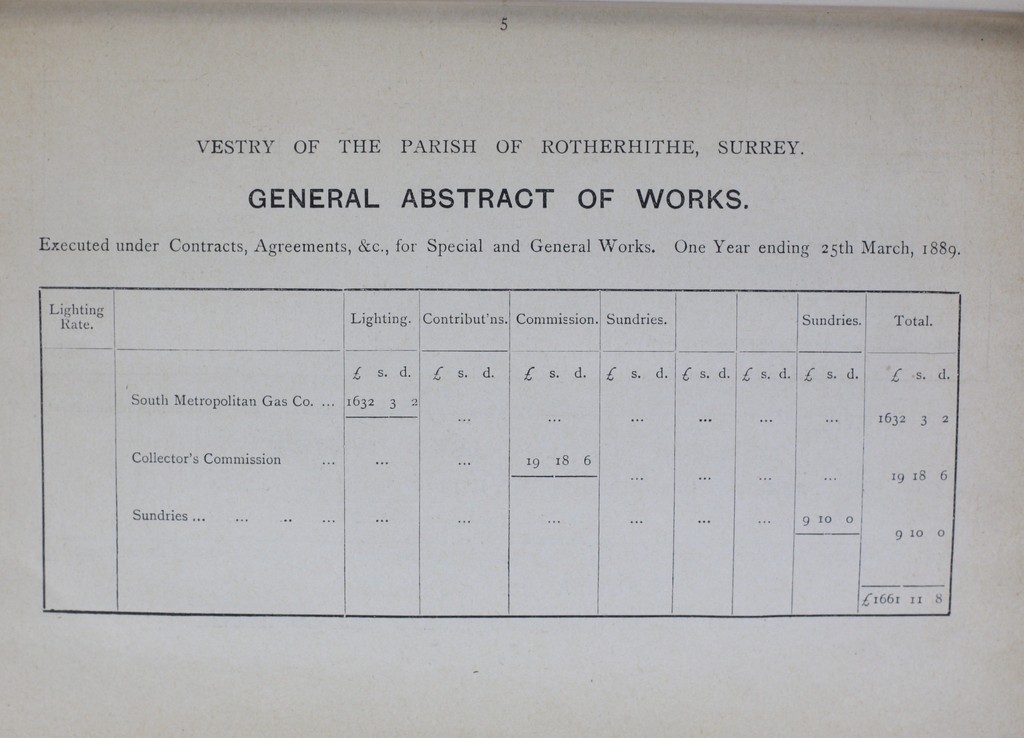 5
VESTRY OF THE PARISH OF ROTHERHITHE, SURREY.
GENERAL ABSTRACT OF WORKS.
Executed under Contracts, Agreements, &c., for Special and General Works. One Year ending 25th March, 1889.
Lighting Rate. Lighting. Contribut'ns. Commission. Sundries. Sundries. Total.
£ s. d. £ s. d. £ s. d. £ s. d. £ s. d. £ s. d. £ s. d. £ s. d.
South Metropolitan Gas Co. ... 1632 3 2 ... ... ... ... ... ... 1632 3 2
Collector's Commission ... ... ... 19 18 6 ... ... ... ... 19 18 6
Sundries ... ... .. ... ... ... ... ... ... ... 9 10 0 9 10 0
£1661 11 8